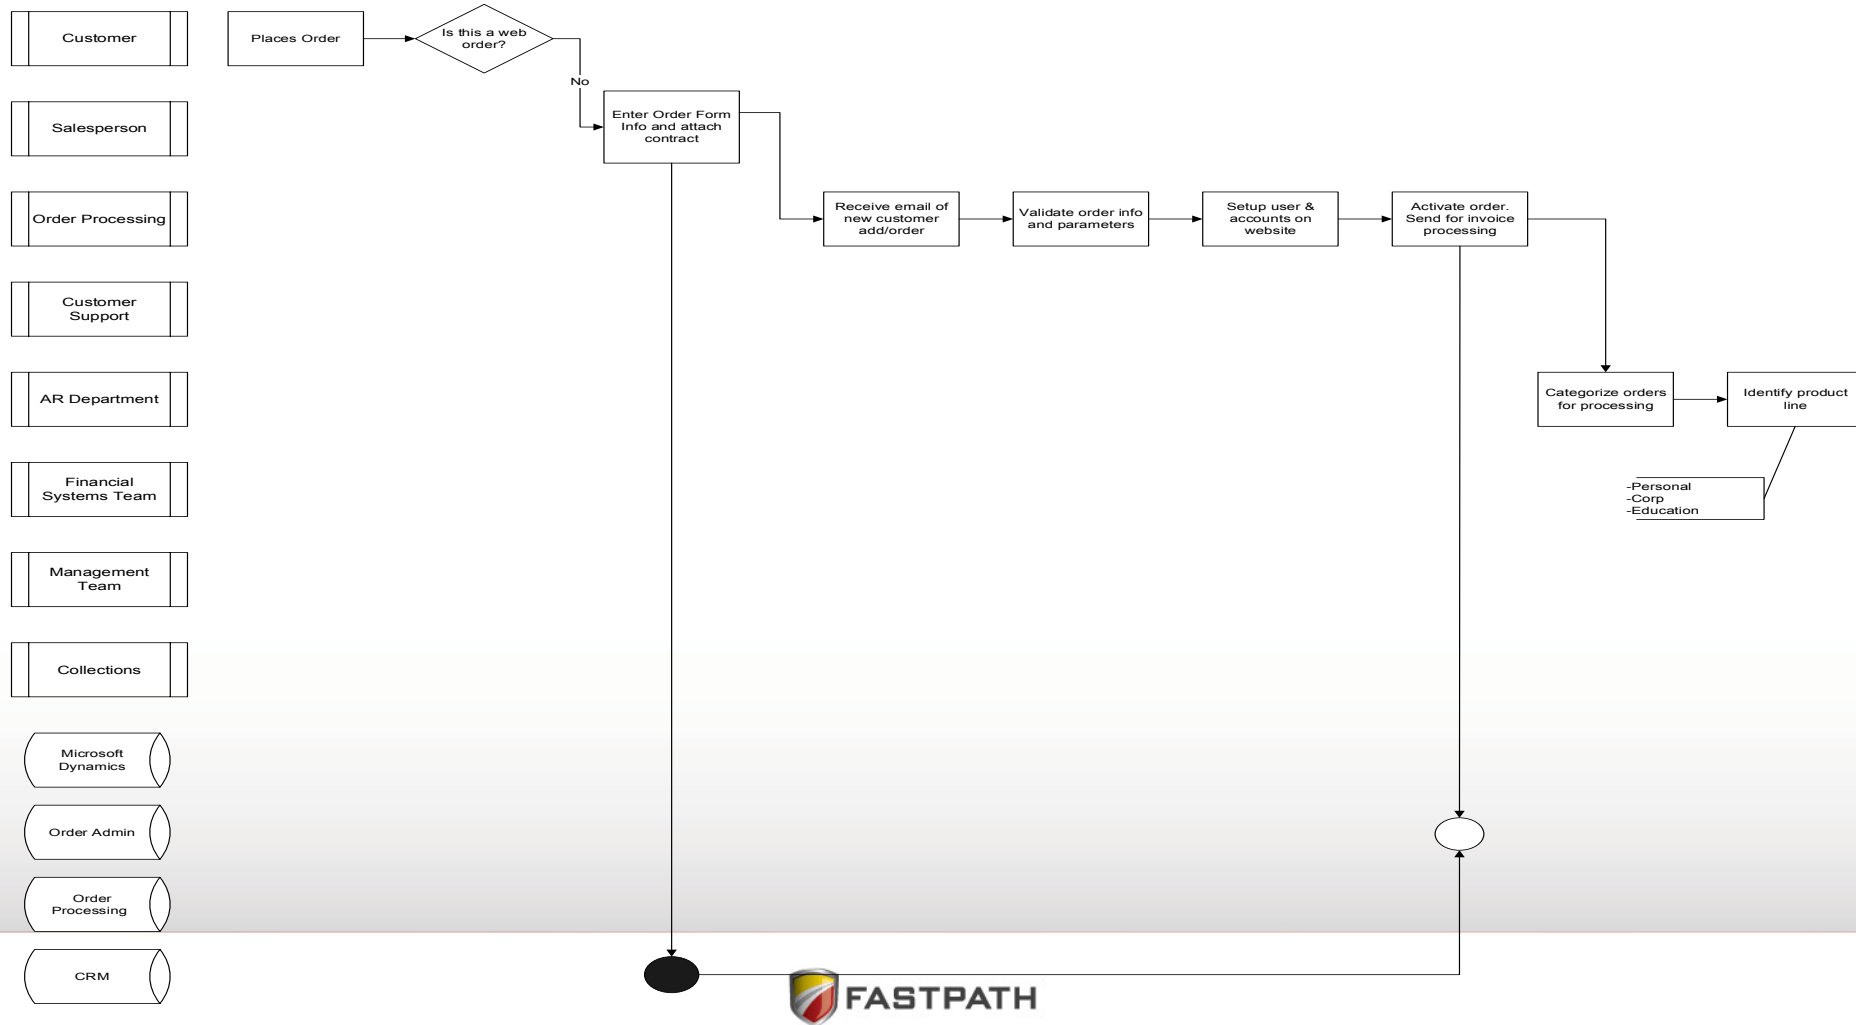 Customer
Places Order
Is this a web
order?
No
Salesperson
Enter Order Form
Info and attach
contract
Order Processing
Receive email of
new customer
add/order
Validate order info
and parameters
Setup user &
accounts on
website
Activate order.
Send for invoice
processing
Customer
Support
AR Department
Categorize orders
for processing
Identify product
line
Financial
Systems Team
-Personal
-Corp
-Education
Management
Team
Collections
Microsoft
Dynamics
Order Admin
Order
Processing
CRM
FASTPATH